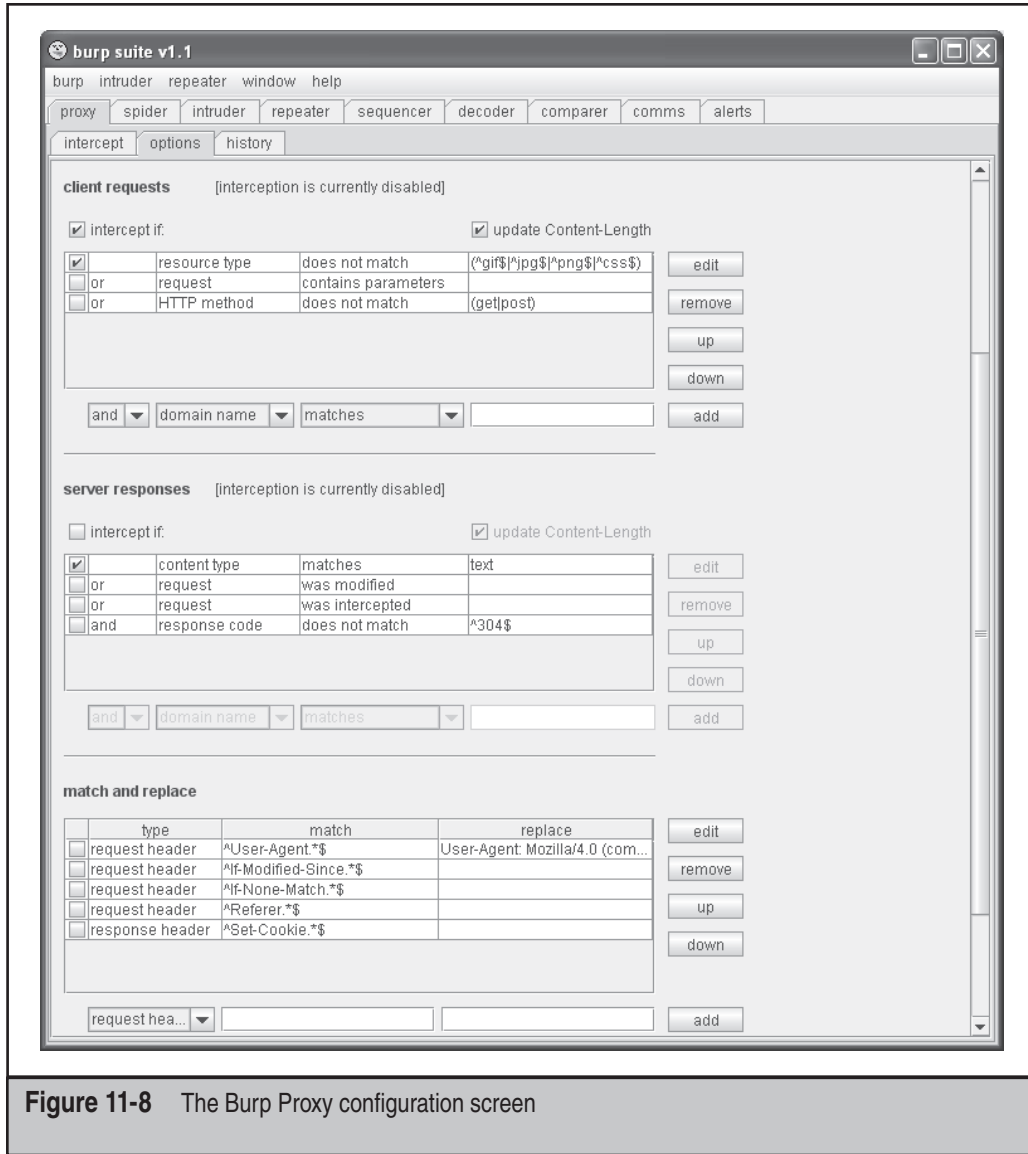 burp suite v1.1
burp intruder repeater window help
proxy spider intruder repeater sequencer decoder comparer comms alerts
intercept options history
client requests [interception is currently disabled]
intercept if: update Content-Length
resource type does not match (^gif$|^jpg$|^png$|^css$) edit
or request contains parameters
or HTTP method does not match (get|post) remove
up
down
and domain name matches add
server responses [interception is currently disabled]
intercept if: update Content-Length
content type matches text edit
or request was modified
or request was intercepted remove
and response code does not match ^304$
up
down
and domain name matches add
match and replace
type match replace edit
request header ^User-Agent.*$ User-Agent: Mozilla/4.0 (com...
request header ^If-Modified-Since.*$ remove
request header ^If-None-Match.*$
request header ^Referer.*$ up
response header ^Set-Cookie.*$
down
request hea... add
Figure 11-8 The Burp Proxy configuration screen